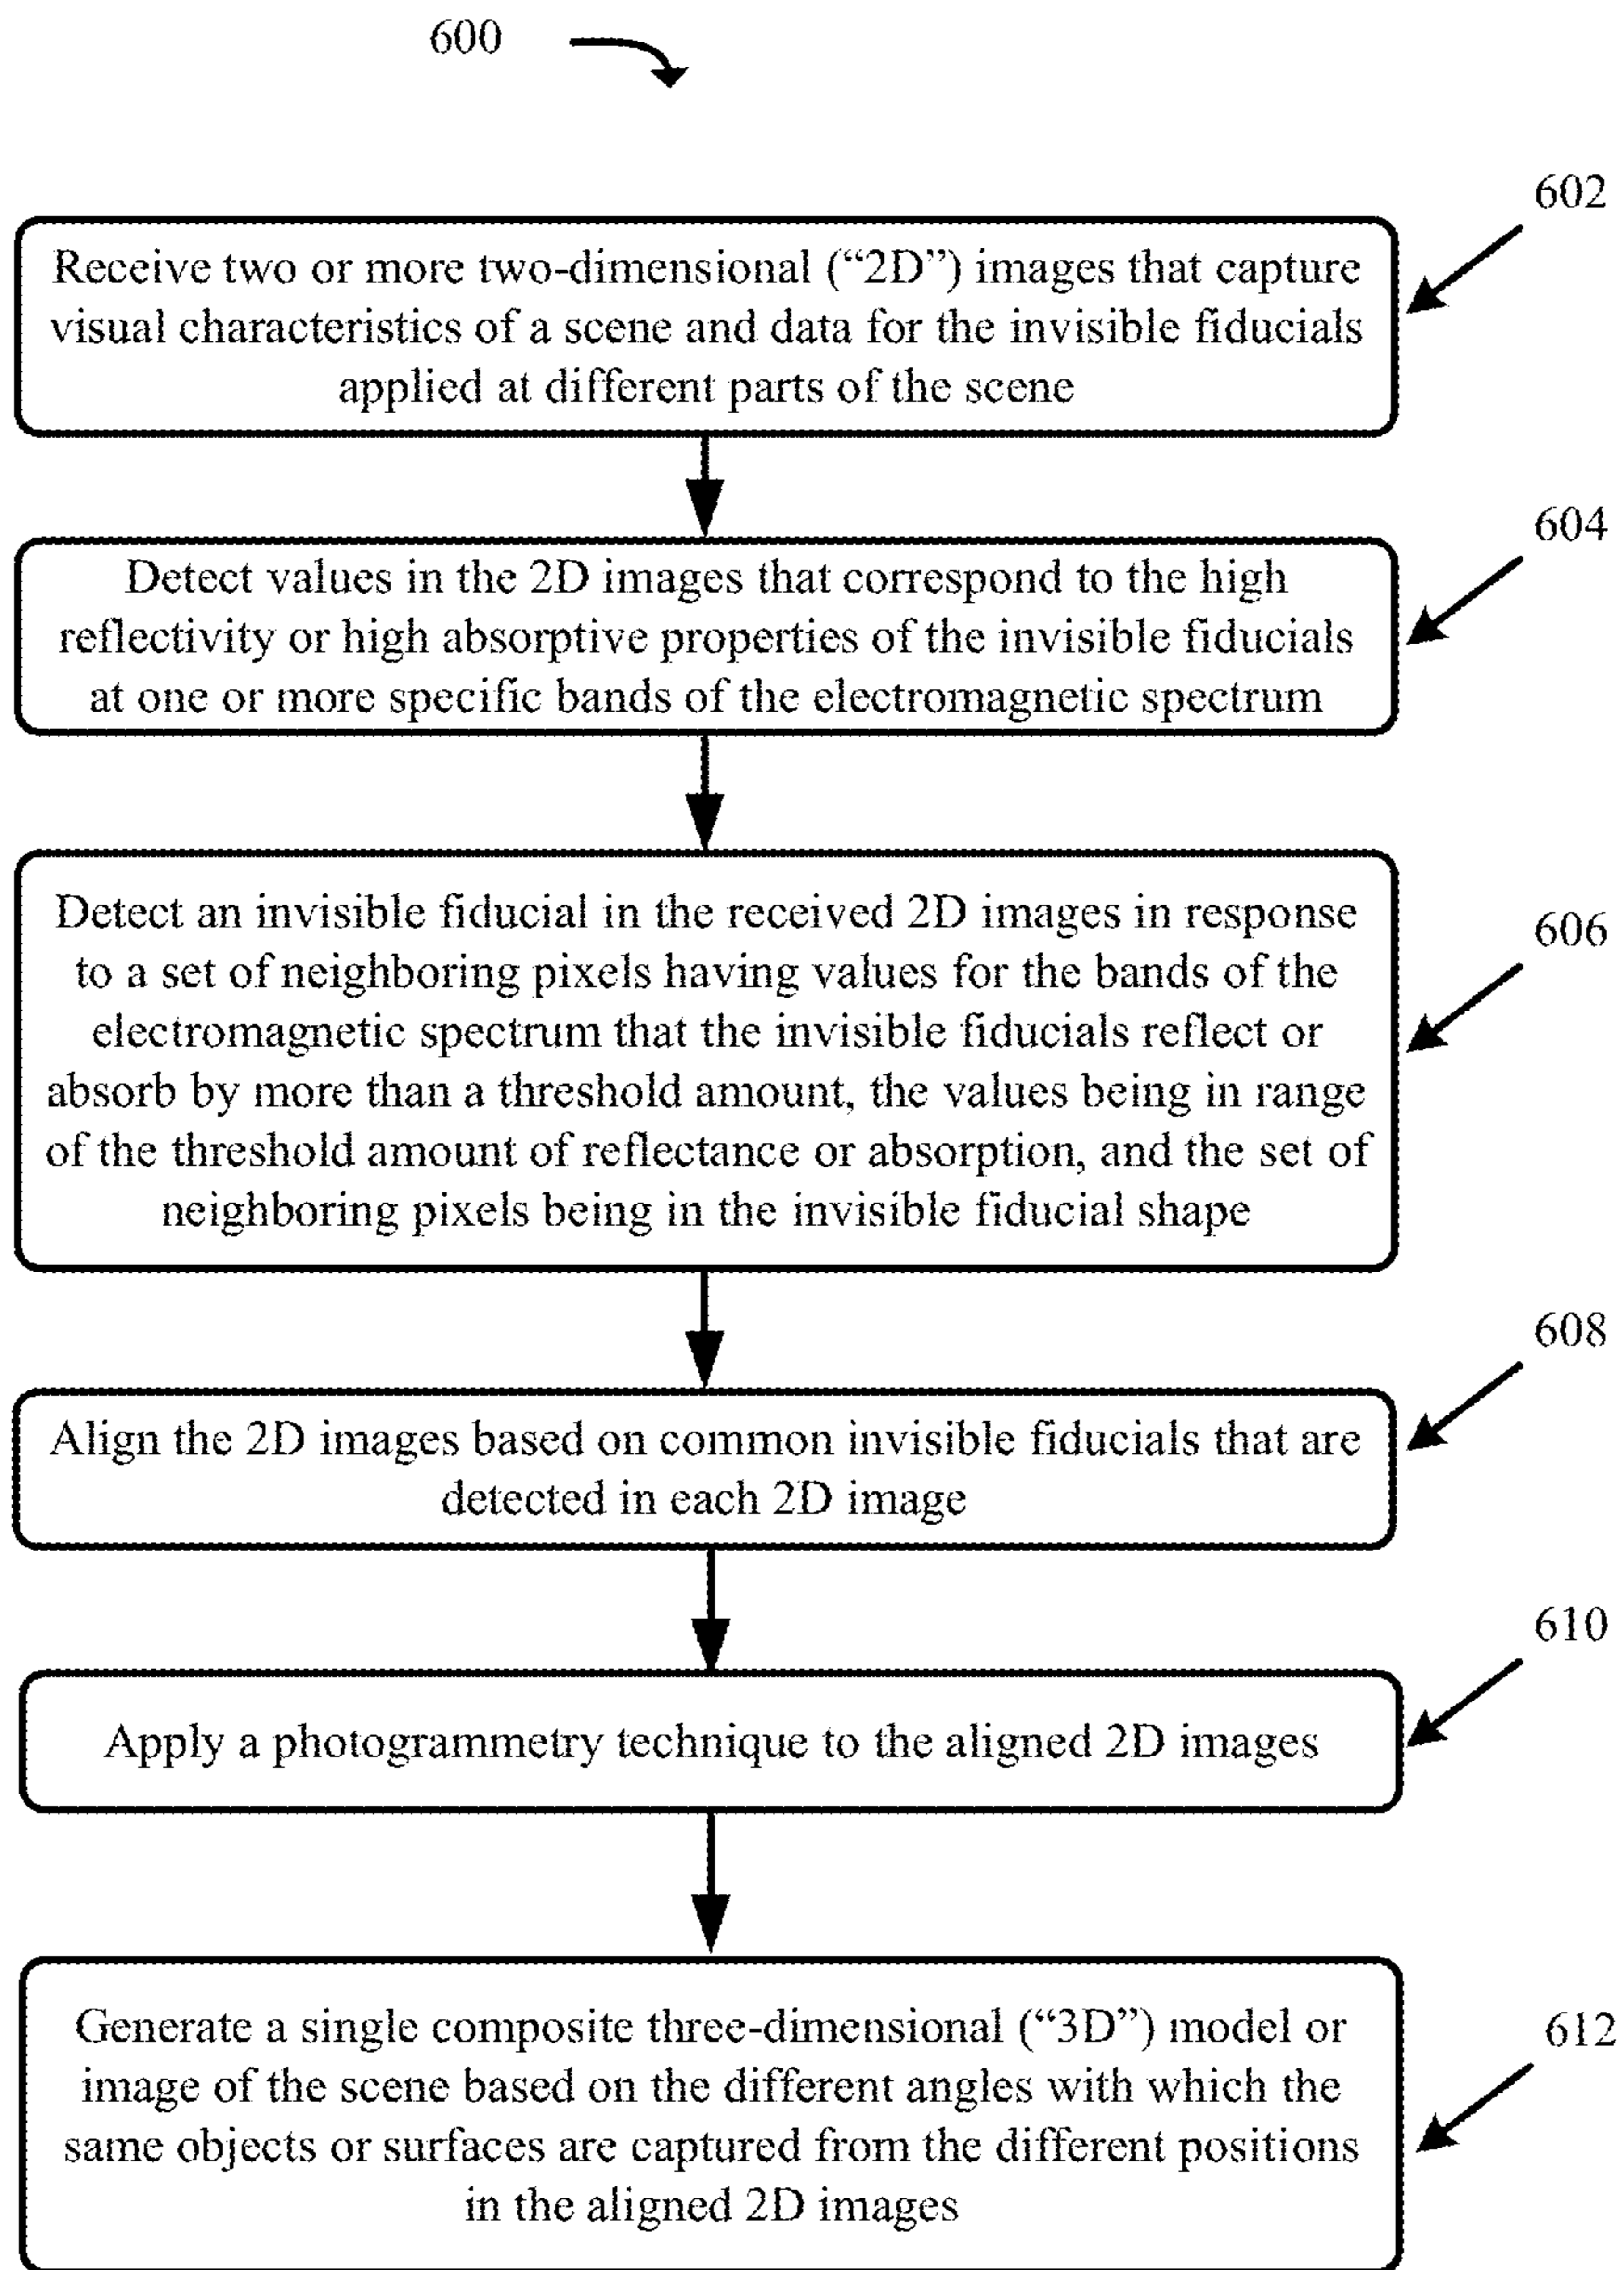 600
602
Receive two or more two-dimensional (“2D”) images that capture
visual characteristics of a scene and data for the invisible fiducials
applied at different parts of the scene
604
Detect values in the 2D images that correspond to the high
reflectivity or high absorptive properties of the invisible fiducials
at one or more specific bands of the electromagnetic spectrum
606
Detect an invisible fiducial in the received 2D images in response
to a set of neighboring pixels having values for the bands of the
electromagnetic spectrum that the invisible fiducials reflect or
absorb by more than a threshold amount, the values being in range
of the threshold amount of reflectance or absorption, and the set of
neighboring pixels being in the invisible fiducial shape
608
Align the 2D images based on common invisible fiducials that are
detected in each 2D image
610
Apply a photogrammetry technique to the aligned 2D images
612
Generate a single composite three-dimensional (“3D”) model or
image of the scene based on the different angles with which the
same objects or surfaces are captured from the different positions
in the aligned 2D images